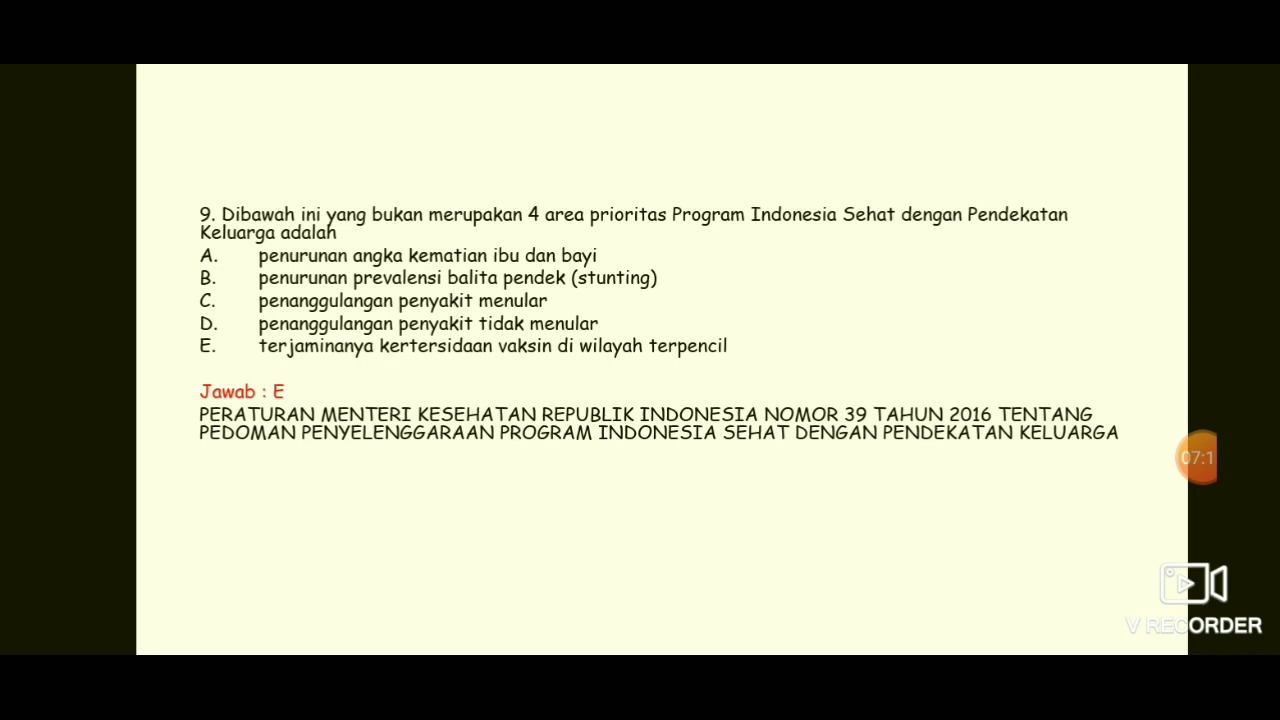 9. Dibawah ini yang bukan merupakan 4 area prioritas Program Indonesia Sehat dengan Pendekatan
Keluarga adalah
A. penurunan angka kematian ibu dan bayi
B. penurunan prevalensi balita pendek (stunting)
C. penanggulangan penyakit menular
D. penanggulangan penyakit tidak menular
E. terjaminanya kertersidaan vaksin di wilayah terpencil
Jawab : E
PERATURAN MENTERI KESEHATAN REPUBLIK INDONESIA NOMOR 39 TAHUN 2016 TENTANG
PEDOMAN PENYELENGGARAAN PROGRAM INDONESIA SEHAT DENGAN PENDEKATAN KELUARGA
07:1
V RECORDER